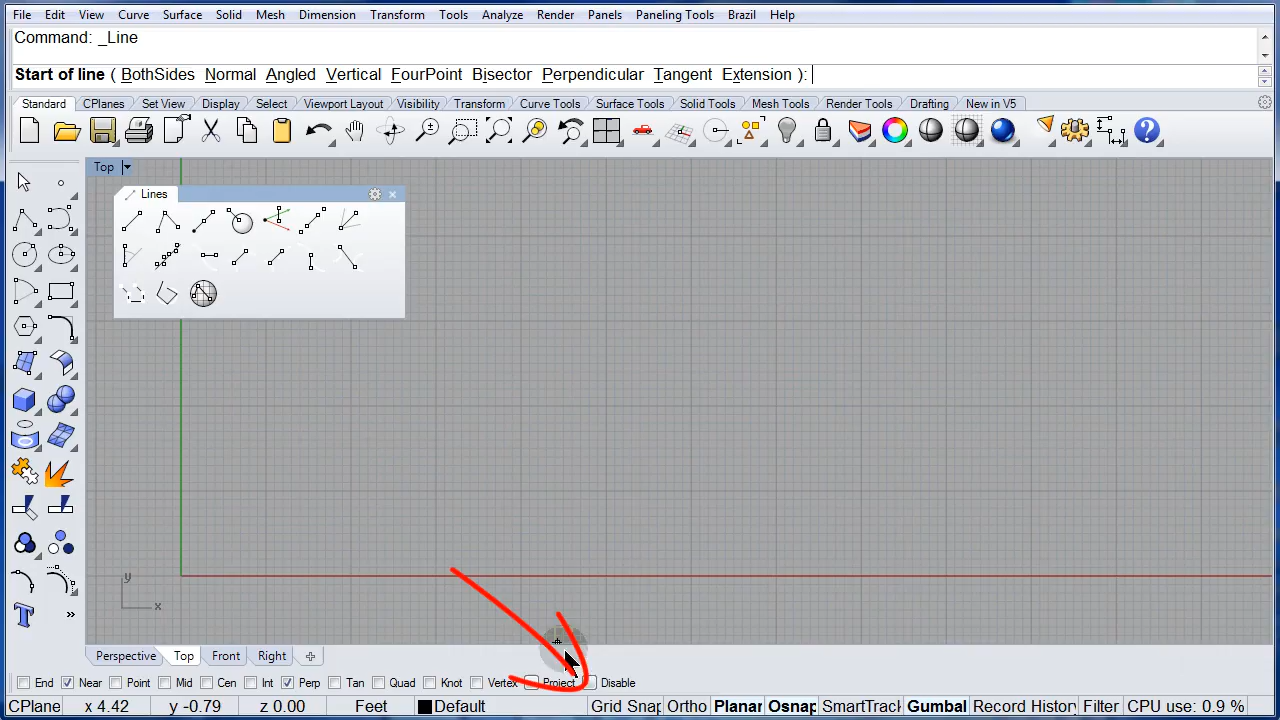 File Edit View Curve Surface Solid Mesh Dimension Transform Tools Analyze Render Panels Paneling Tools Brazil Help
Command: _Line
Start of line ( BothSides Normal Angled Vertical FourPoint Bisector Perpendicular Tangent Extension ):
Standard CPlanes Set View Display Select Viewport Layout Visibility Transform Curve Tools Surface Tools Solid Tools Mesh Tools Render Tools Drafting New in V5
Top
Lines
y
x
Perspective Top Front Right
End Near Point Mid Cen Int Perp Tan Quad Knot Vertex Project Disable
CPlane x 4.42 y -0.79 z 0.00 Feet Default Grid Snap Ortho Planar Osnap SmartTrack Gumbal Record History Filter CPU use: 0.9 %